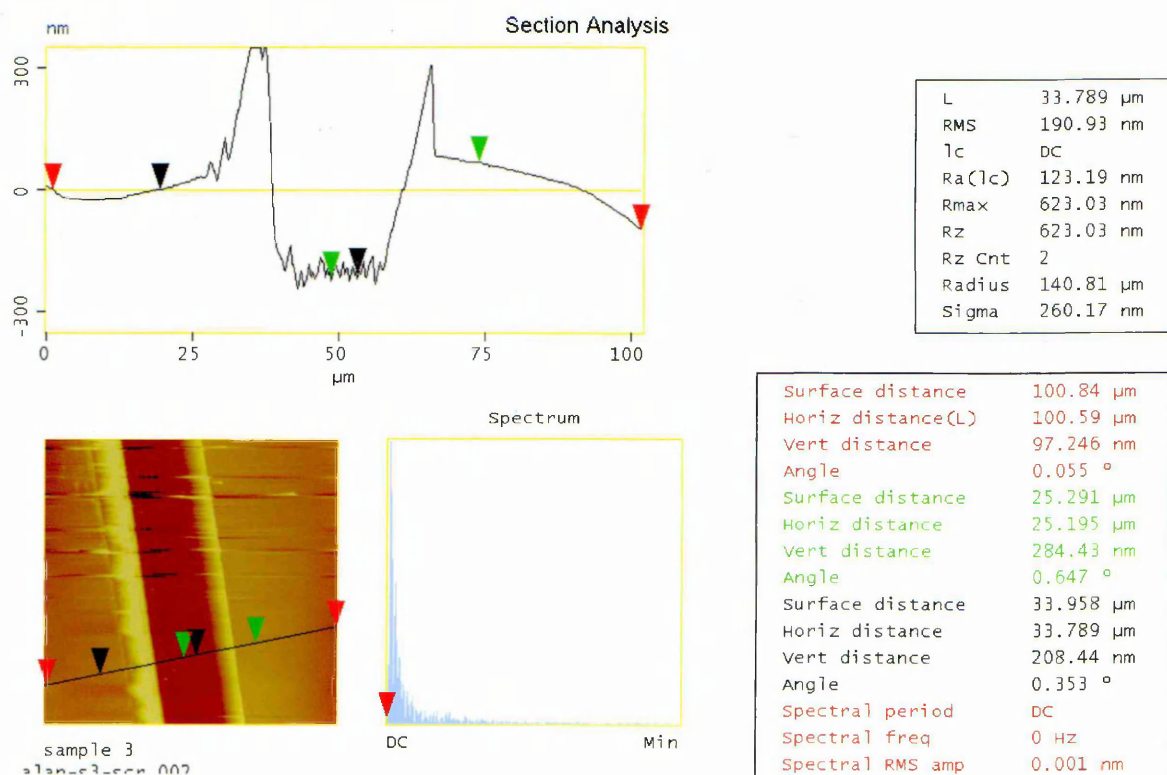 Section Analysis
nm
300
0
-300
0 25 50 75 100
µm
L 33.789 µm
RMS 190.93 nm
lc DC
Ra(lc) 123.19 nm
Rmax 623.03 nm
Rz 623.03 nm
Rz Cnt 2
Radius 140.81 µm
Sigma 260.17 nm
Surface distance 100.84 µm
Horiz distance(L) 100.59 µm
Vert distance 97.246 nm
Angle 0.055 °
Surface distance 25.291 µm
Horiz distance 25.195 µm
Vert distance 284.43 nm
Angle 0.647 °
Surface distance 33.958 µm
Horiz distance 33.789 µm
Vert distance 208.44 nm
Angle 0.353 °
Spectral period DC
Spectral freq 0 Hz
Spectral RMS amp 0.001 nm
Spectrum
DC Min
sample 3
alan-s3-scr.002